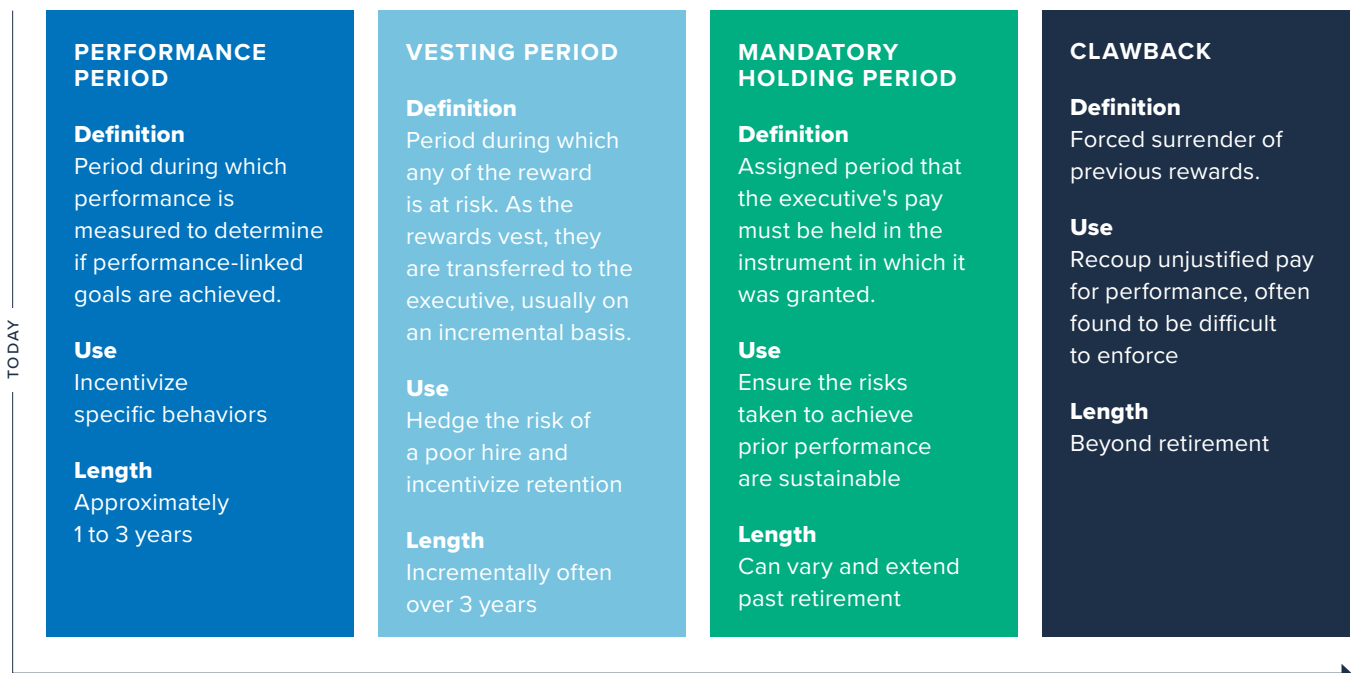 TODAY
PERFORMANCE
PERIOD
Definition
Period during which
performance is
measured to determine
if performance-linked
goals are achieved.
Use
Incentivize
specific behaviors
Length
Approximately
1 to 3 years
VESTING PERIOD
Definition
Period during which
any of the reward
is at risk. As the
rewards vest, they
are transferred to the
executive, usually on
an incremental basis.
Use
Hedge the risk of
a poor hire and
incentivize retention
Length
Incrementally often
over 3 years
MANDATORY
HOLDING PERIOD
Definition
Assigned period that
the executive's pay
must be held in the
instrument in which it
was granted.
Use
Ensure the risks
taken to achieve
prior performance
are sustainable
Length
Can vary and extend
past retirement
CLAWBACK
Definition
Forced surrender of
previous rewards.
Use
Recoup unjustified pay
for performance, often
found to be difficult
to enforce
Length
Beyond retirement